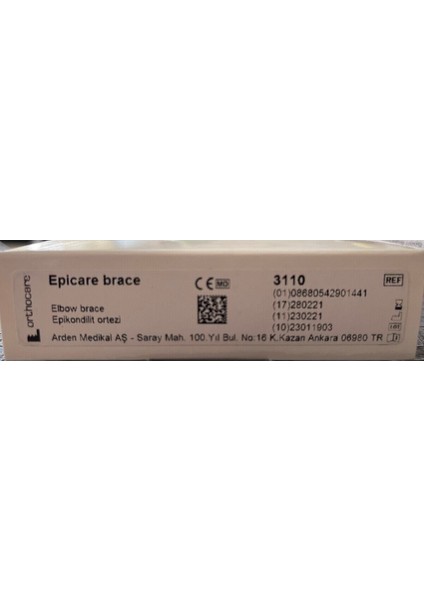 orthocare
Epicare brace
CE MD
3110
REF
(01)08680542901441
Elbow brace
(17)280221
Epikondilit ortezi
(11)230221
(10)23011903
LOT
Arden Medikal AŞ - Saray Mah. 100.Yıl Bul. No:16 K.Kazan Ankara 06980 TR